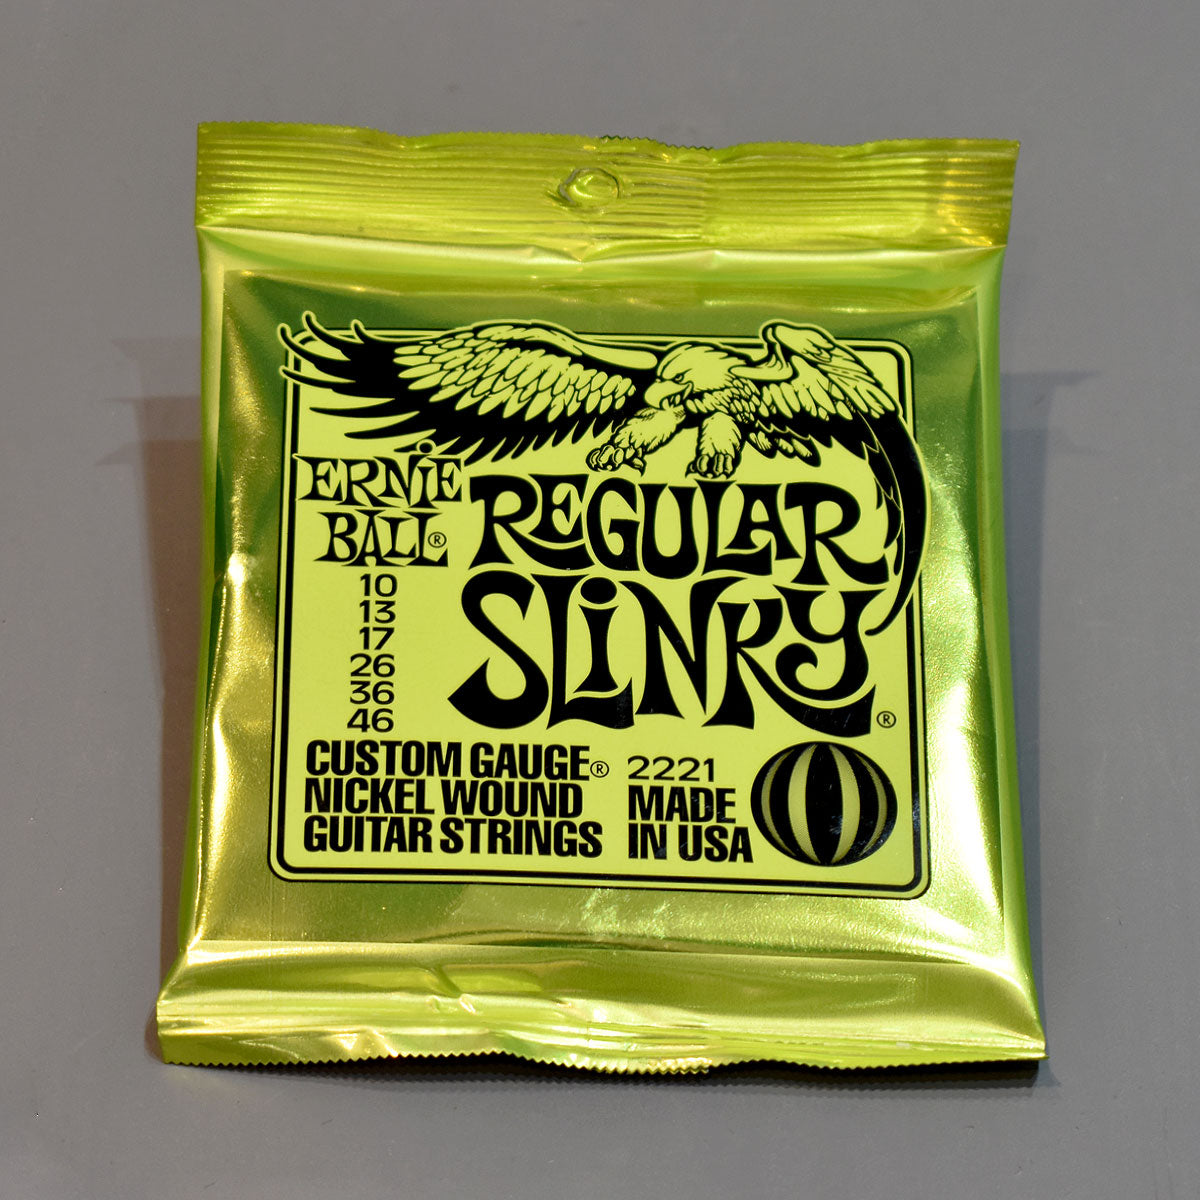 ERNiE
BALL®
REGULAR
SLiNKY®
10
13
17
26
36
46
CUSTOM GAUGE®
NICKEL WOUND
GUITAR STRINGS
2221
MADE
IN USA